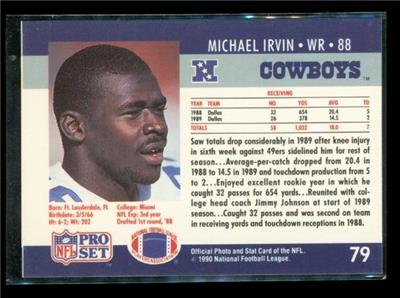 MICHAEL IRVIN • WR • 88
N
COWBOYS TM
RECEIVING
YEAR TEAM NO YDS AVG TD
1988 Dallas 32 654 20.4 5
1989 Dallas 26 378 14.5 2
TOTALS 58 1,032 18.0 7
Saw totals drop considerably in 1989 after knee injury
in sixth week against 49ers sidelined him for rest of
season...Average-per-catch dropped from 20.4
in 1988 to 14.5 in 1989 and touchdown production from
5 to 2...Enjoyed excellent rookie year in which he
caught 32 passes for 654 yards...Reunited with col-
lege head coach Jimmy Johnson at start of 1989
season...Caught 32 passes and was second on team
in receiving yards and touchdown receptions in 1988.
Born: Ft. Lauderdale, FL
Birthdate: 3/5/66
Ht: 6-2; Wt: 202
College: Miami
NFL Exp: 3rd year
Drafted 1st round, '88
NFL
PRO
SET
NATIONAL FOOTBALL LEAGUE
PLAYERS ASSOCIATION
Official Photo and Stat Card of the NFL.
© 1990 National Football League.
79